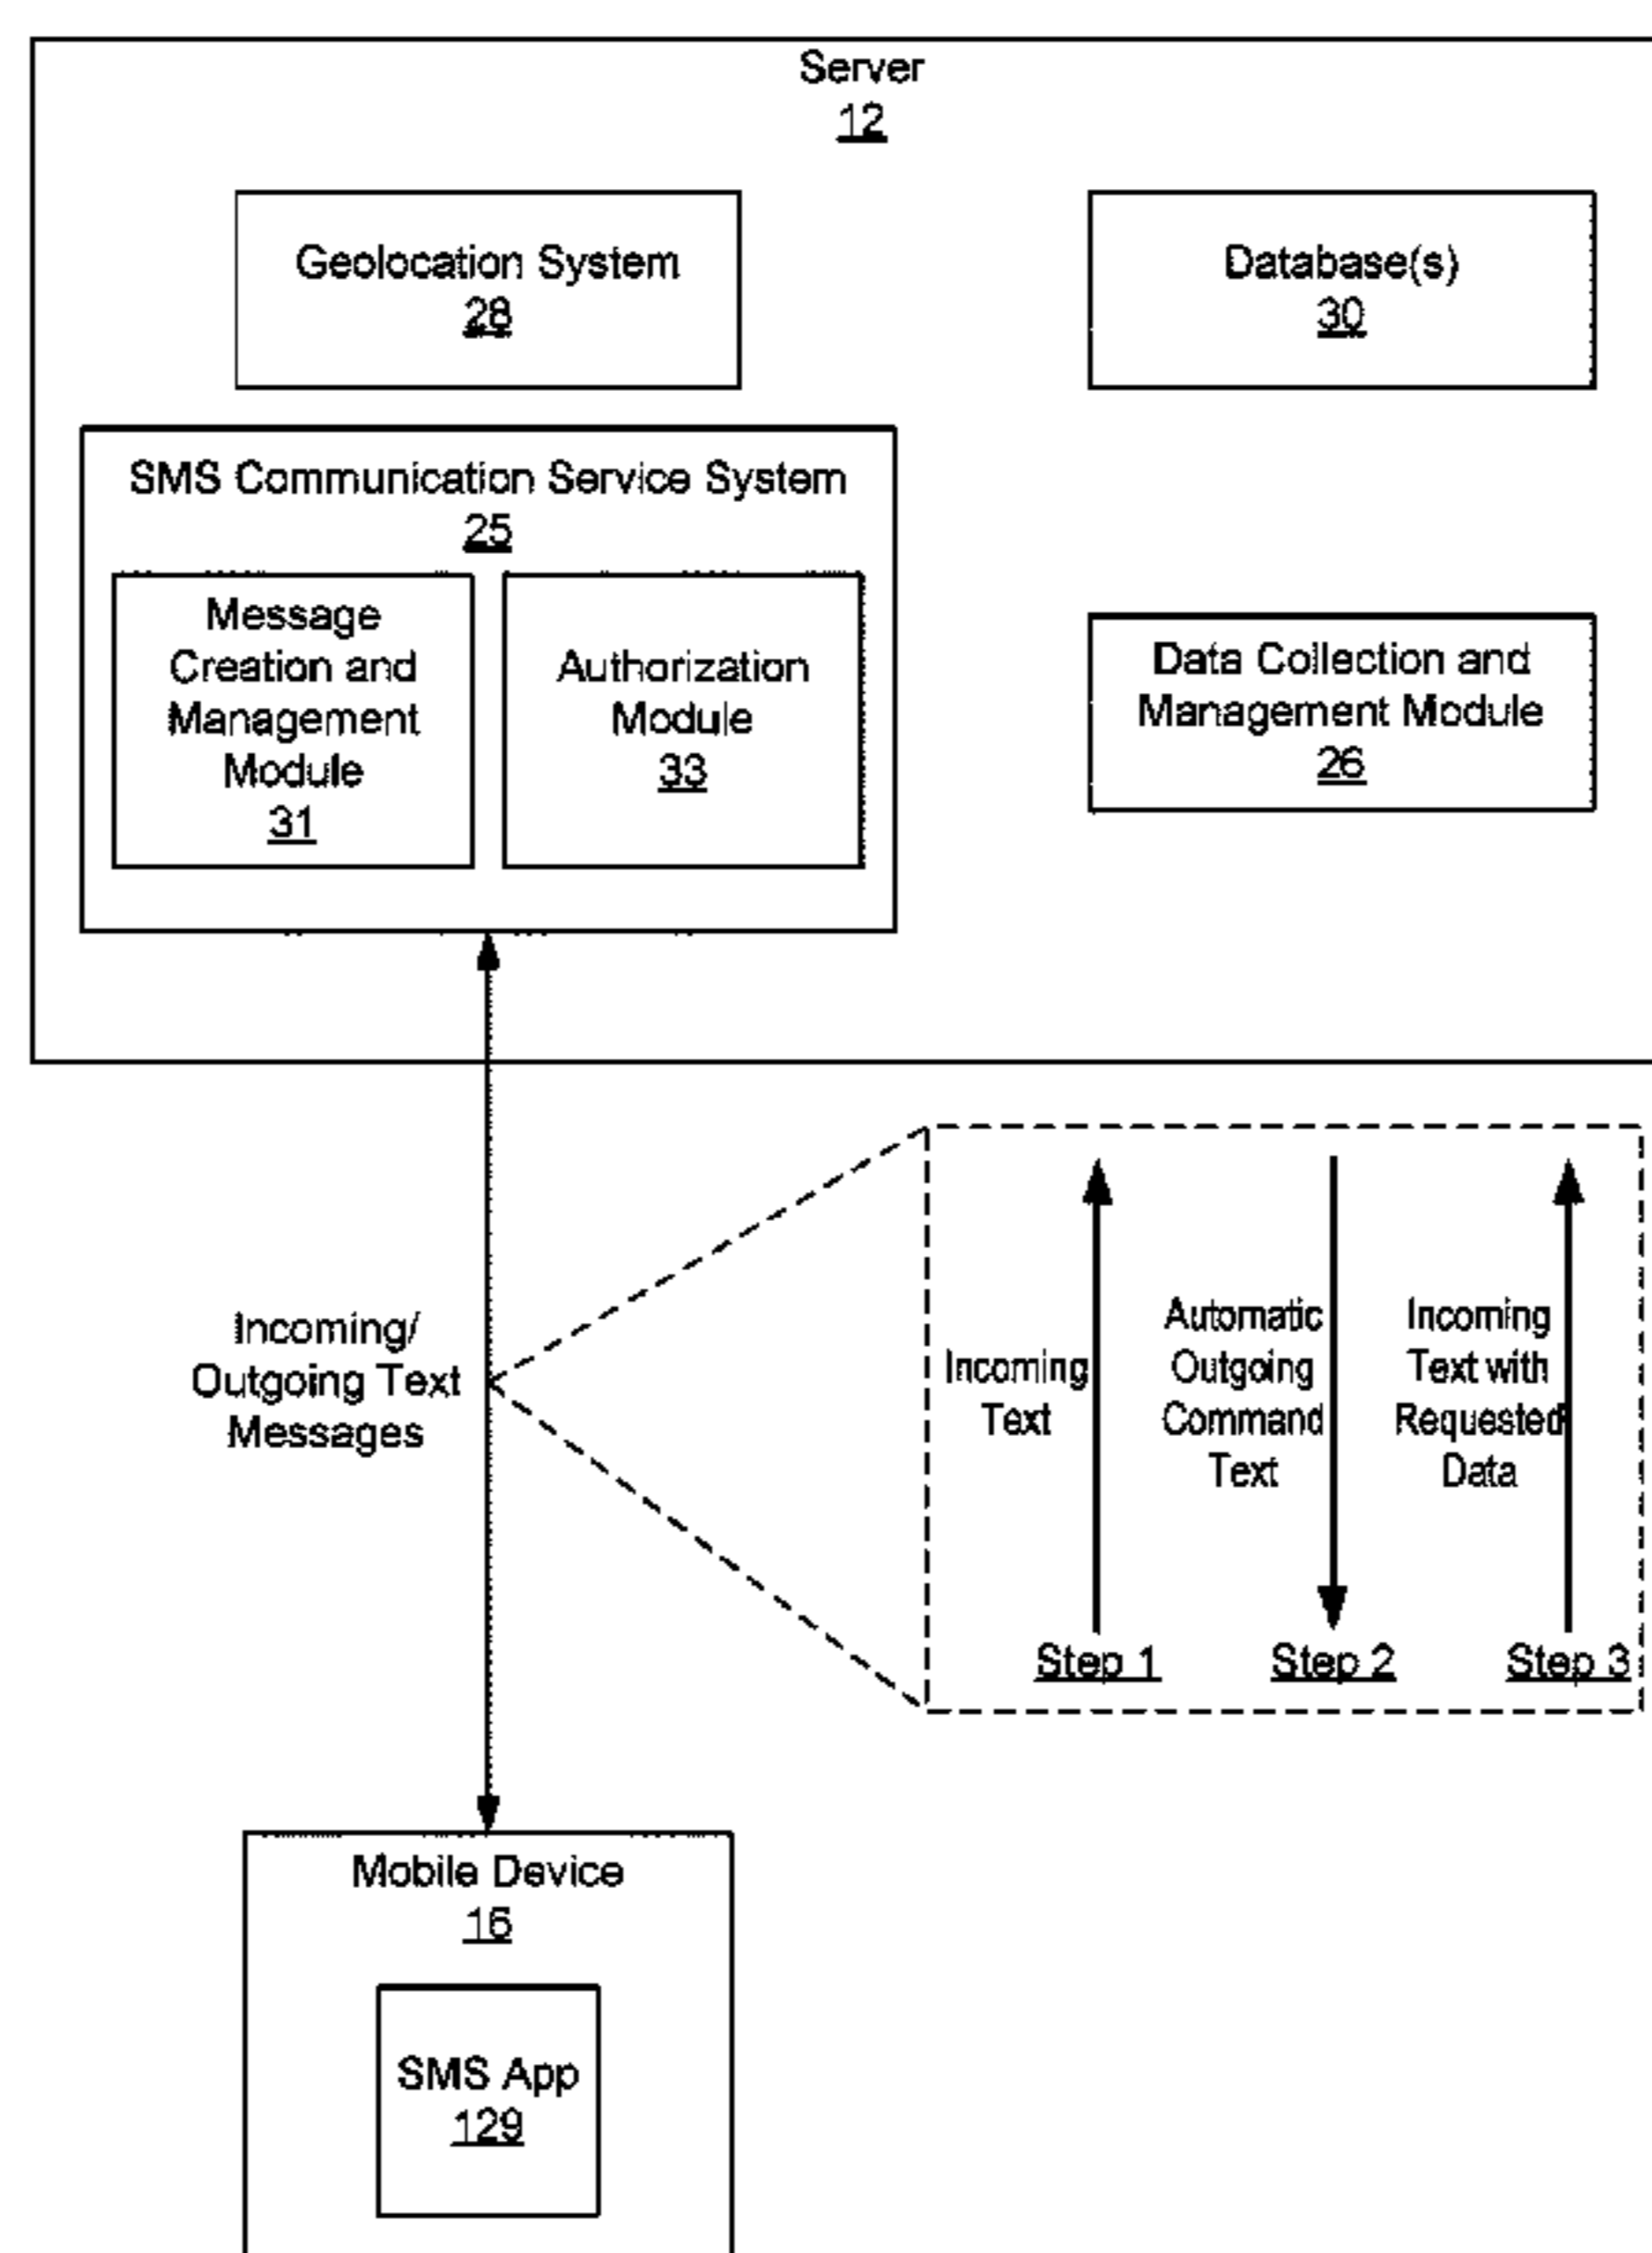 Server
12
Geolocation System
28
Database(s)
30
SMS Communication Service System
25
Message
Creation and
Management
Module
31
Authorization
Module
33
Data Collection and
Management Module
26
Incoming/
Outgoing Text
Messages
Incoming
Text
Automatic
Outgoing
Command
Text
Incoming
Text with
Requested
Data
Step 1
Step 2
Step 3
Mobile Device
16
SMS App
129